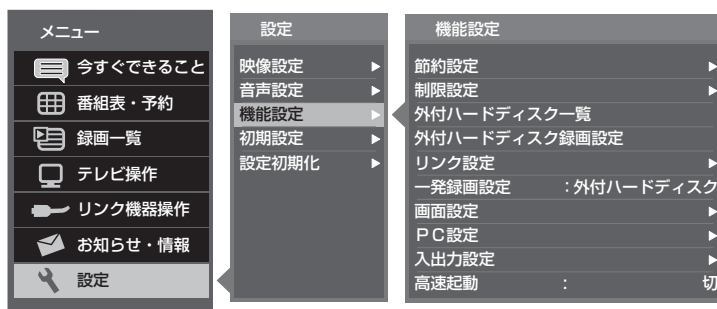 メニュー
今すぐできること
番組表・予約
録画一覧
テレビ操作
リンク機器操作
お知らせ・情報
設定
設定
映像設定
音声設定
機能設定
初期設定
設定初期化
機能設定
節約設定
制限設定
外付ハードディスク一覧
外付ハードディスク録画設定
リンク設定
一発録画設定 :外付ハードディスク
画面設定
PC設定
入出力設定
高速起動 : 切